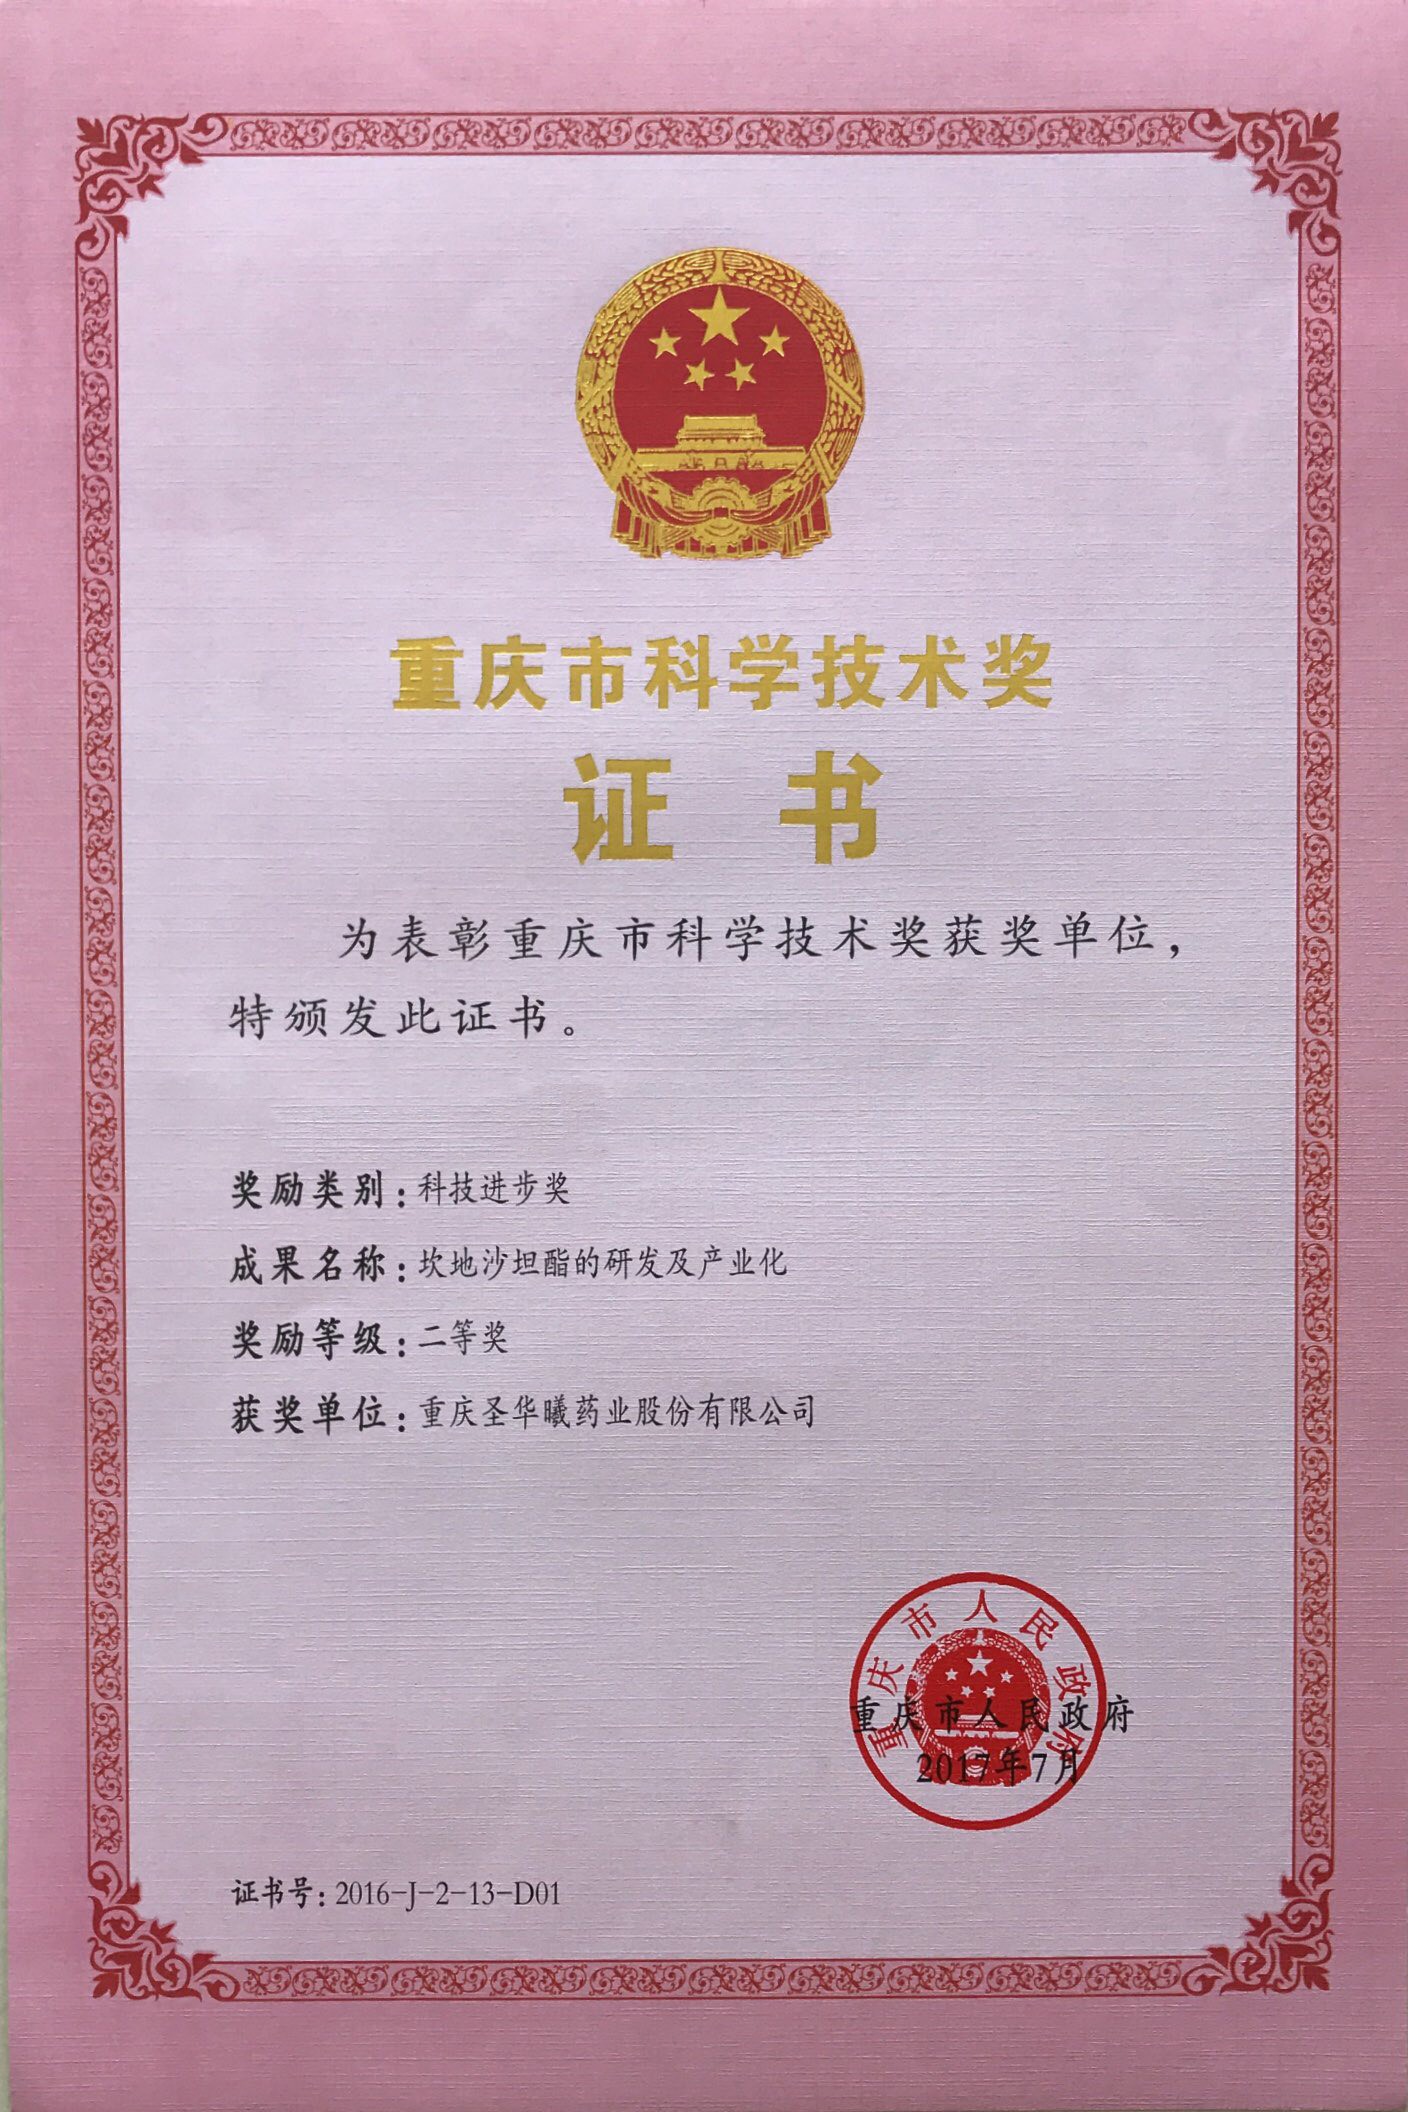 重庆市科学技术奖
证书
为表彰重庆市科学技术奖获奖单位，
特颁发此证书。
奖励类别：科技进步奖
成果名称：坎地沙坦酯的研发及产业化
奖励等级：二等奖
获奖单位：重庆圣华曦药业股份有限公司
重庆市人民政府
重庆市人民政府
2017年7月
证书号：2016-J-2-13-D01